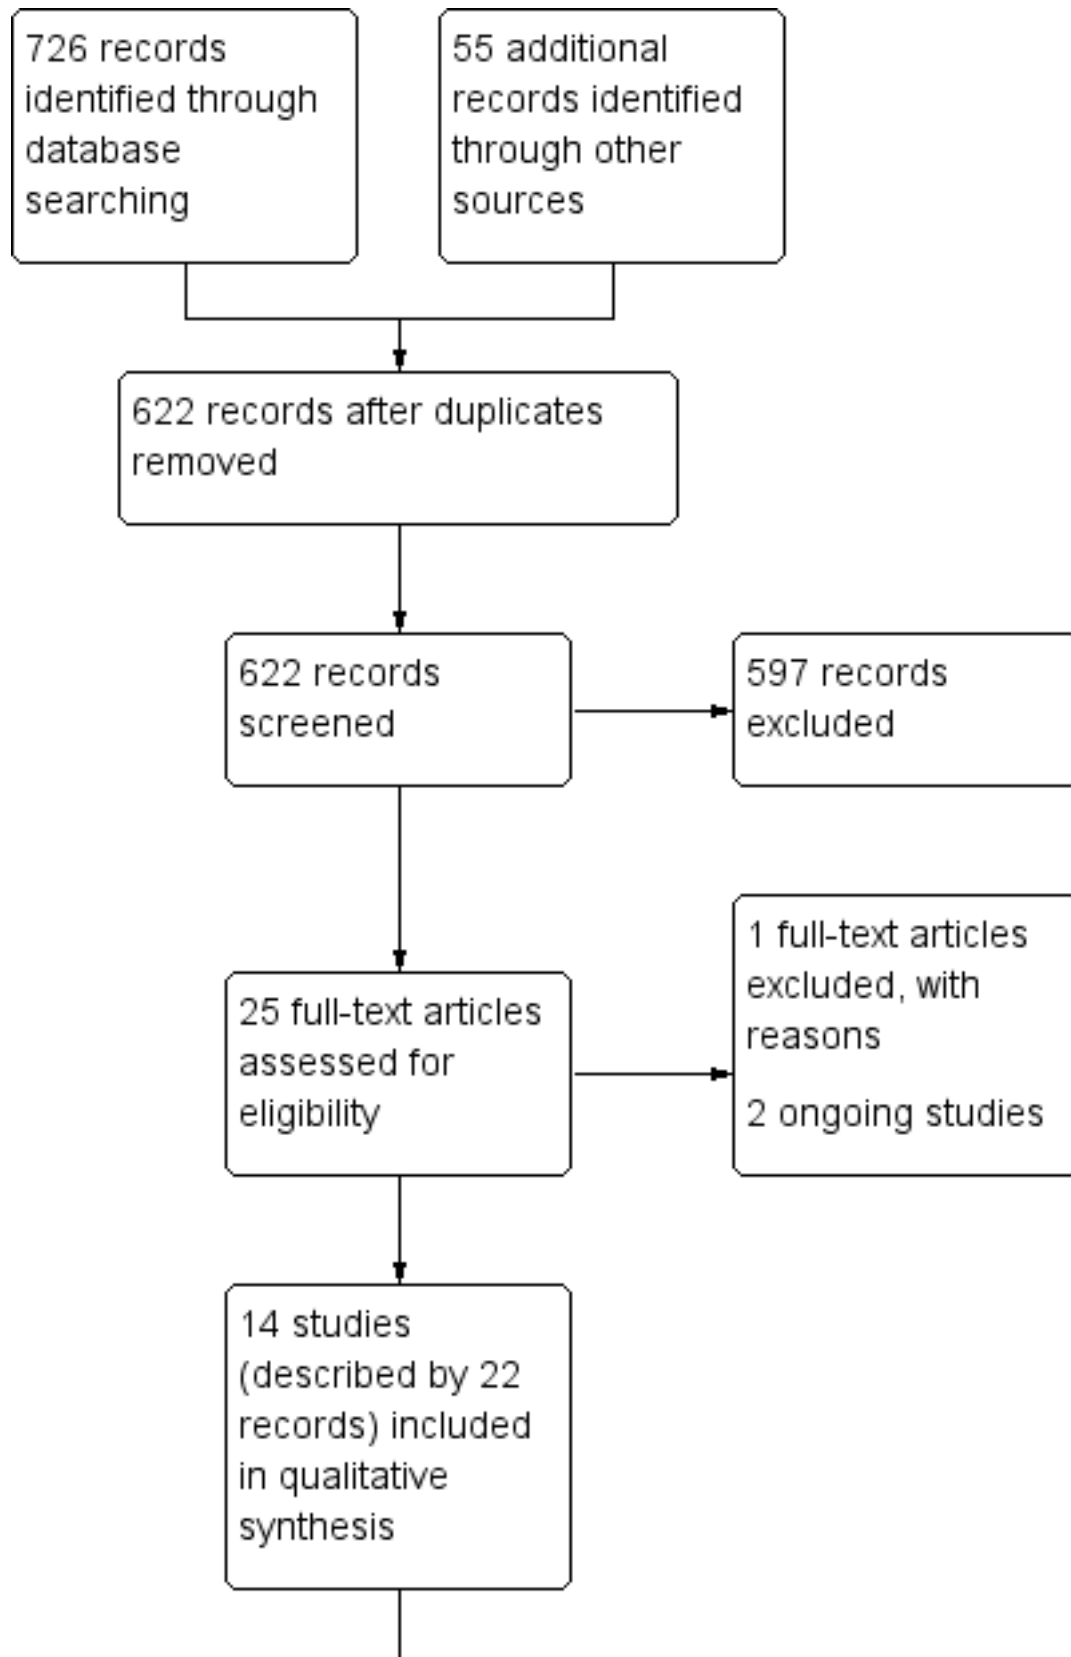 726 records
identified through
database
searching
55 additional
records identified
through other
sources
622 records after duplicates
removed
622 records
screened
597 records
excluded
25 full-text articles
assessed for
eligibility
1 full-text articles
excluded, with
reasons
2 ongoing studies
14 studies
(described by 22
records) included
in qualitative
synthesis